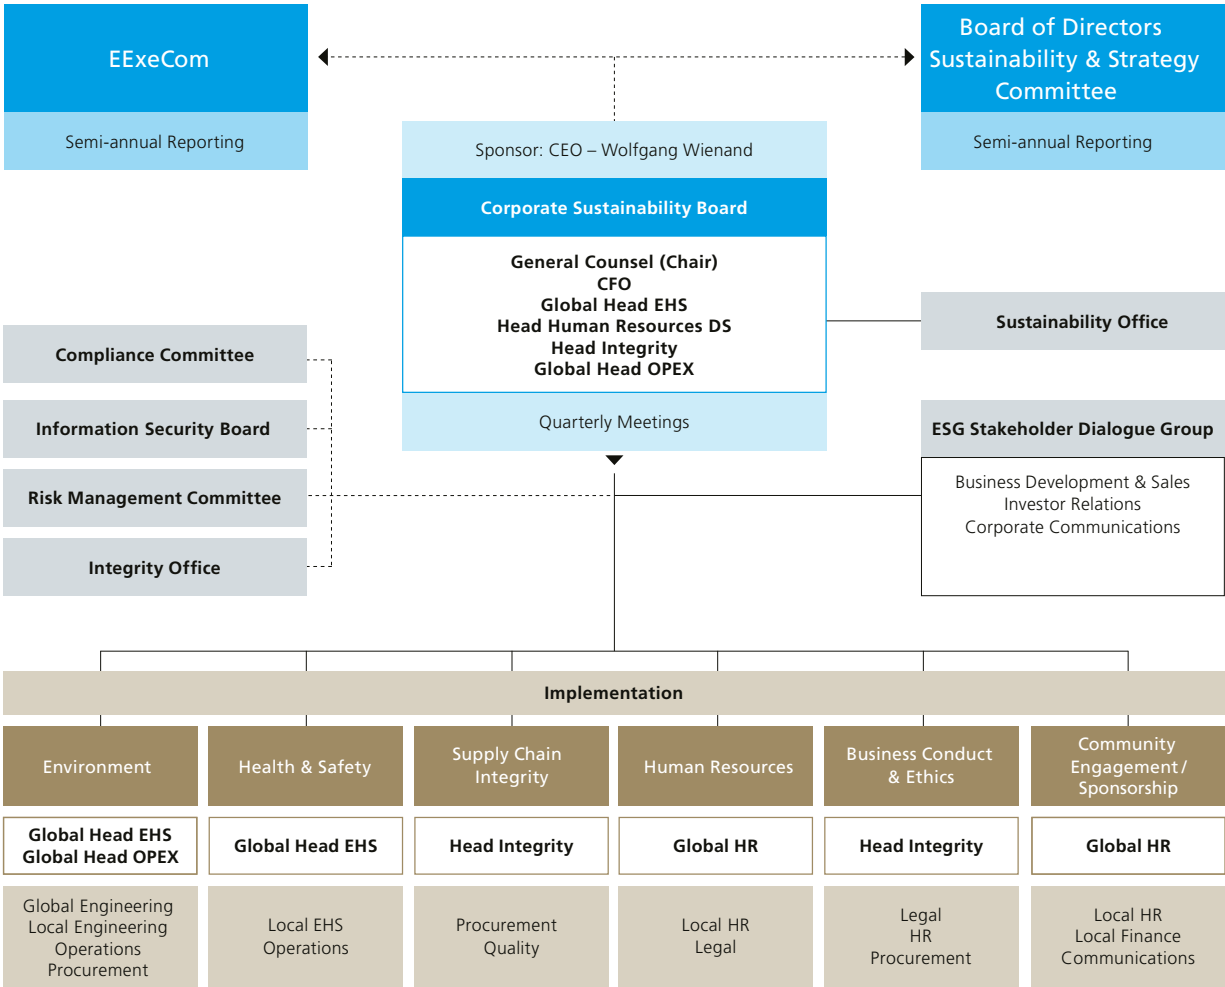 EExeCom
Semi-annual Reporting
Board of Directors
Sustainability & Strategy
Committee
Semi-annual Reporting
Sponsor: CEO – Wolfgang Wienand
Corporate Sustainability Board
General Counsel (Chair)
CFO
Global Head EHS
Head Human Resources DS
Head Integrity
Global Head OPEX
Quarterly Meetings
Compliance Committee
Information Security Board
Risk Management Committee
Integrity Office
Sustainability Office
ESG Stakeholder Dialogue Group
Business Development & Sales
Investor Relations
Corporate Communications
Implementation
Environment
Global Head EHS
Global Head OPEX
Global Engineering
Local Engineering
Operations
Procurement
Health & Safety
Global Head EHS
Local EHS
Operations
Supply Chain
Integrity
Head Integrity
Procurement
Quality
Human Resources
Global HR
Local HR
Legal
Business Conduct
& Ethics
Head Integrity
Legal
HR
Procurement
Community
Engagement /
Sponsorship
Global HR
Local HR
Local Finance
Communications